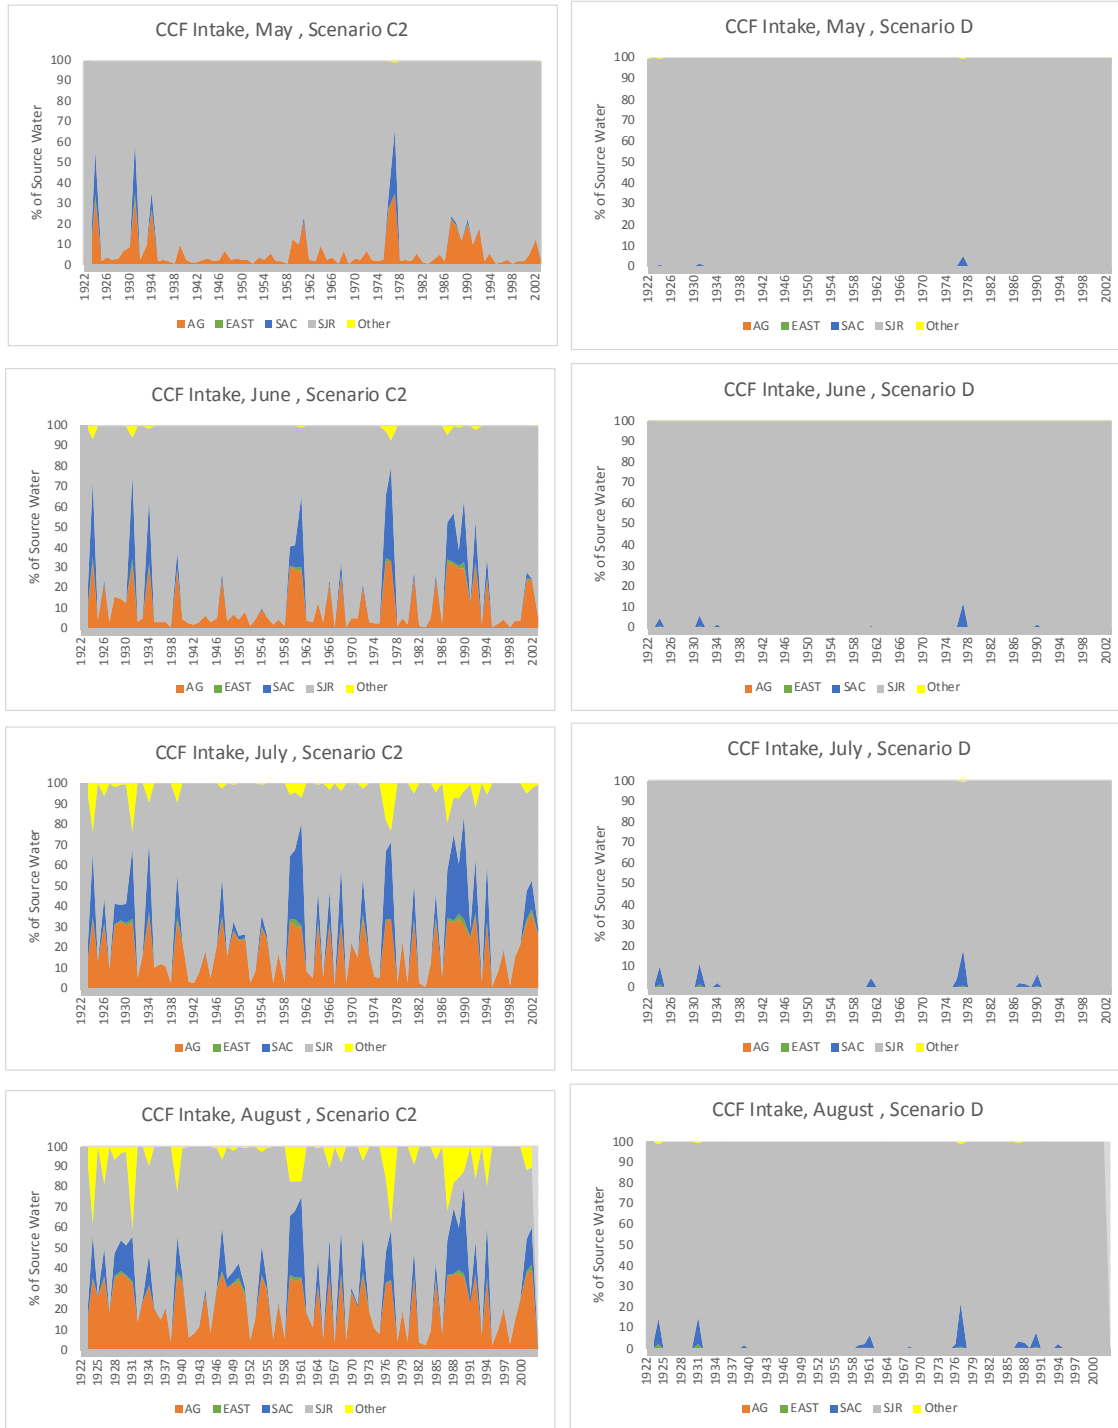 CCF Intake, May , Scenario C2
% of Source Water
100
90
80
70
60
50
40
30
20
10
0
1922 1926 1930 1934 1938 1942 1946 1950 1954 1958 1962 1966 1970 1974 1978 1982 1986 1990 1994 1998 2002
AG EAST SAC SJR Other
CCF Intake, May , Scenario D
% of Source Water
100
90
80
70
60
50
40
30
20
10
0
1922 1926 1930 1934 1938 1942 1946 1950 1954 1958 1962 1966 1970 1974 1978 1982 1986 1990 1994 1998 2002
AG EAST SAC SJR Other
CCF Intake, June , Scenario C2
% of Source Water
100
90
80
70
60
50
40
30
20
10
0
1922 1926 1930 1934 1938 1942 1946 1950 1954 1958 1962 1966 1970 1974 1978 1982 1986 1990 1994 1998 2002
AG EAST SAC SJR Other
CCF Intake, June , Scenario D
% of Source Water
100
90
80
70
60
50
40
30
20
10
0
1922 1926 1930 1934 1938 1942 1946 1950 1954 1958 1962 1966 1970 1974 1978 1982 1986 1990 1994 1998 2002
AG EAST SAC SJR Other
CCF Intake, July , Scenario C2
% of Source Water
100
90
80
70
60
50
40
30
20
10
0
1922 1926 1930 1934 1938 1942 1946 1950 1954 1958 1962 1966 1970 1974 1978 1982 1986 1990 1994 1998 2002
AG EAST SAC SJR Other
CCF Intake, July , Scenario D
% of Source Water
100
90
80
70
60
50
40
30
20
10
0
1922 1926 1930 1934 1938 1942 1946 1950 1954 1958 1962 1966 1970 1974 1978 1982 1986 1990 1994 1998 2002
AG EAST SAC SJR Other
CCF Intake, August , Scenario C2
% of Source Water
100
90
80
70
60
50
40
30
20
10
0
1922 1925 1928 1931 1934 1937 1940 1943 1946 1949 1952 1955 1958 1961 1964 1967 1970 1973 1976 1979 1982 1985 1988 1991 1994 1997 2000
AG EAST SAC SJR Other
CCF Intake, August , Scenario D
% of Source Water
100
90
80
70
60
50
40
30
20
10
0
1922 1925 1928 1931 1934 1937 1940 1943 1946 1949 1952 1955 1958 1961 1964 1967 1970 1973 1976 1979 1982 1985 1988 1991 1994 1997 2000
AG EAST SAC SJR Other